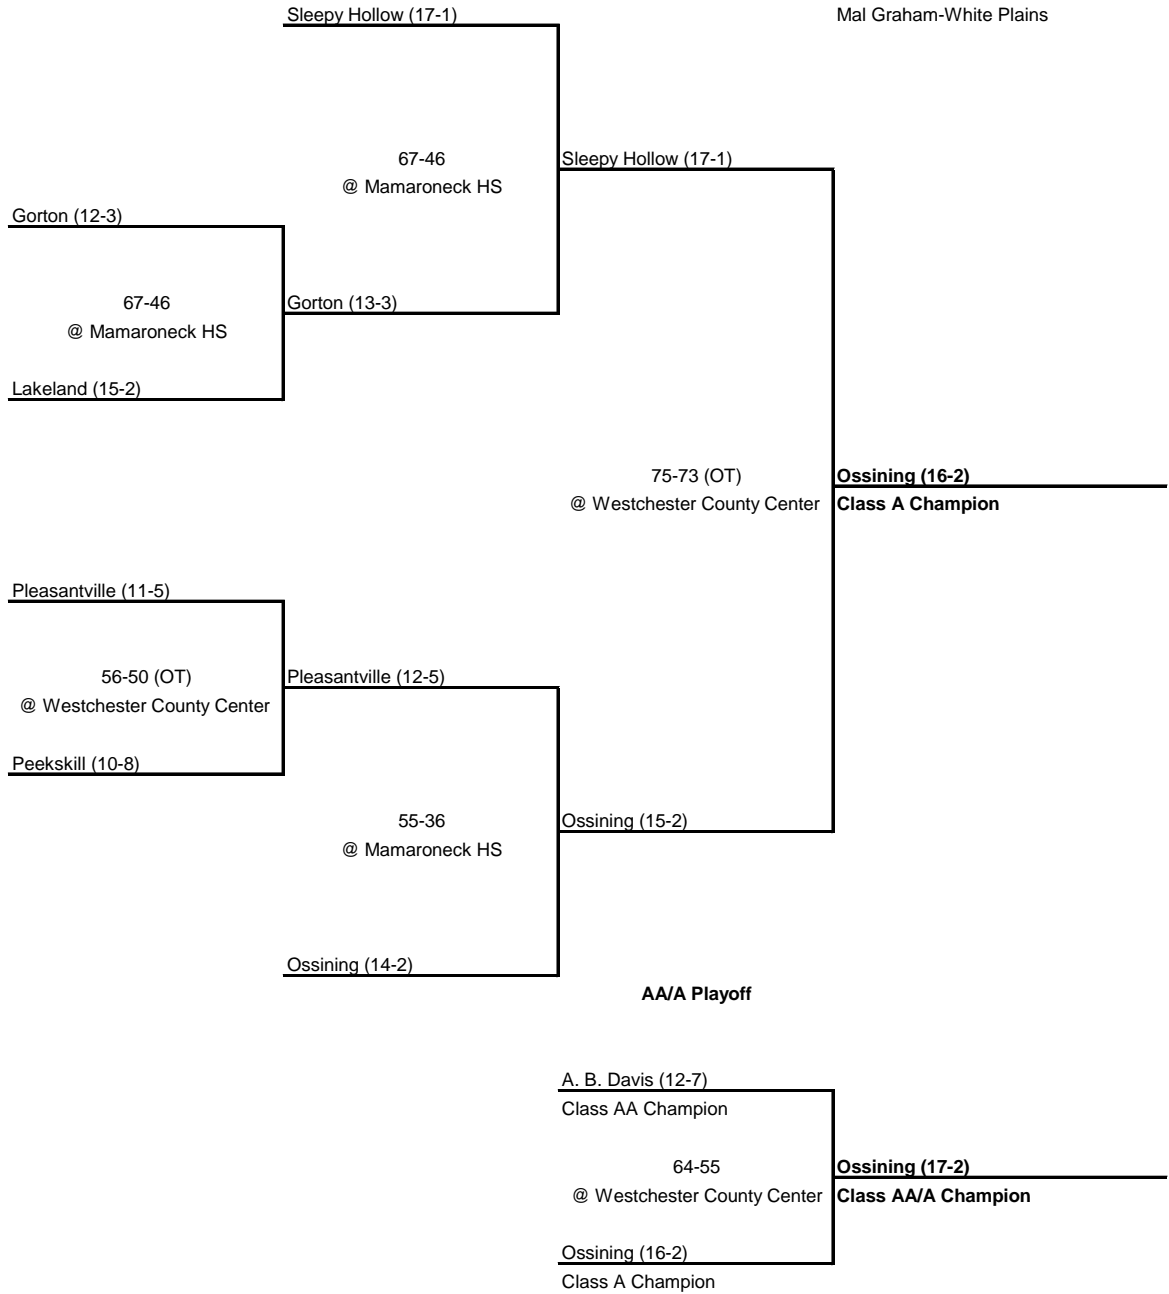 Sleepy Hollow (17-1)
Mal Graham-White Plains
67-46
@ Mamaroneck HS
Sleepy Hollow (17-1)
Gorton (12-3)
67-46
@ Mamaroneck HS
Gorton (13-3)
Lakeland (15-2)
75-73 (OT)
@ Westchester County Center
Ossining (16-2)
Class A Champion
Pleasantville (11-5)
56-50 (OT)
@ Westchester County Center
Pleasantville (12-5)
Peekskill (10-8)
55-36
@ Mamaroneck HS
Ossining (15-2)
Ossining (14-2)
AA/A Playoff
A. B. Davis (12-7)
Class AA Champion
64-55
@ Westchester County Center
Ossining (17-2)
Class AA/A Champion
Ossining (16-2)
Class A Champion